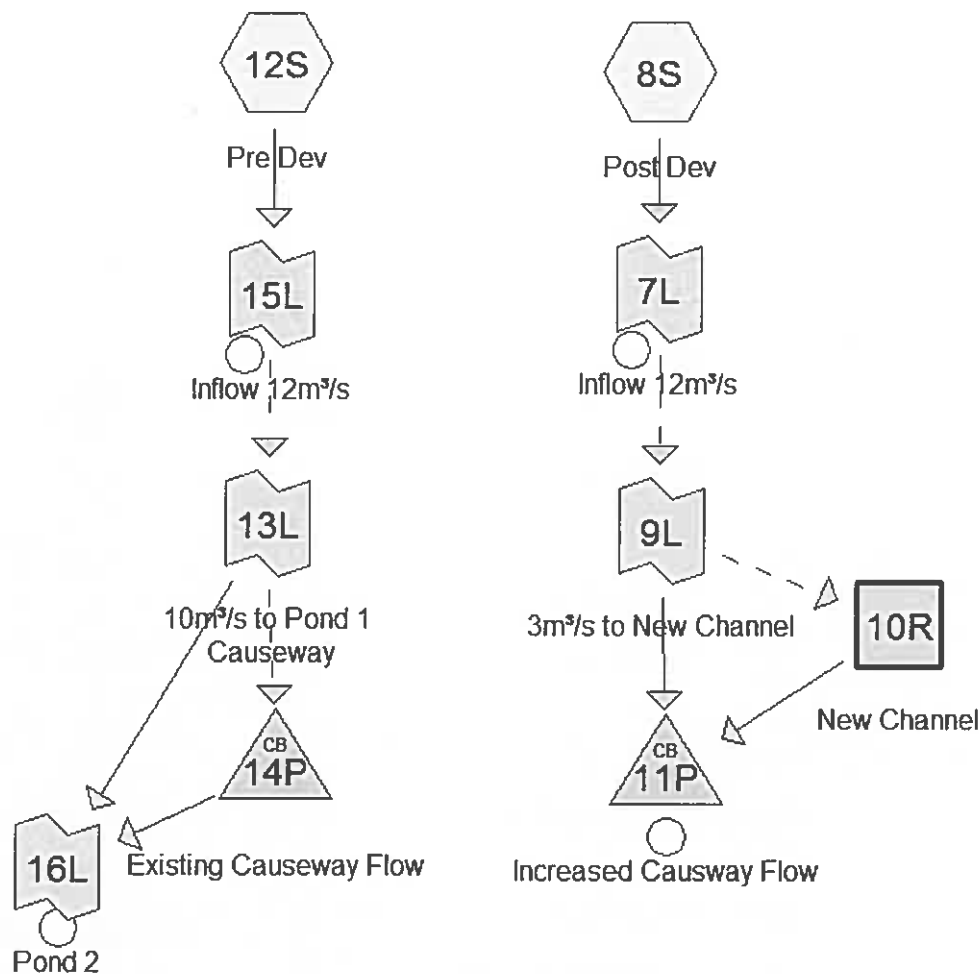 12S
8S
Pre Dev
Post Dev
15L
7L
Inflow 12m³/s
Inflow 12m³/s
13L
9L
10m³/s to Pond 1
Causeway
3m³/s to New Channel
10R
New Channel
CB
14P
CB
11P
Existing Causeway Flow
Increased Causway Flow
16L
Pond 2